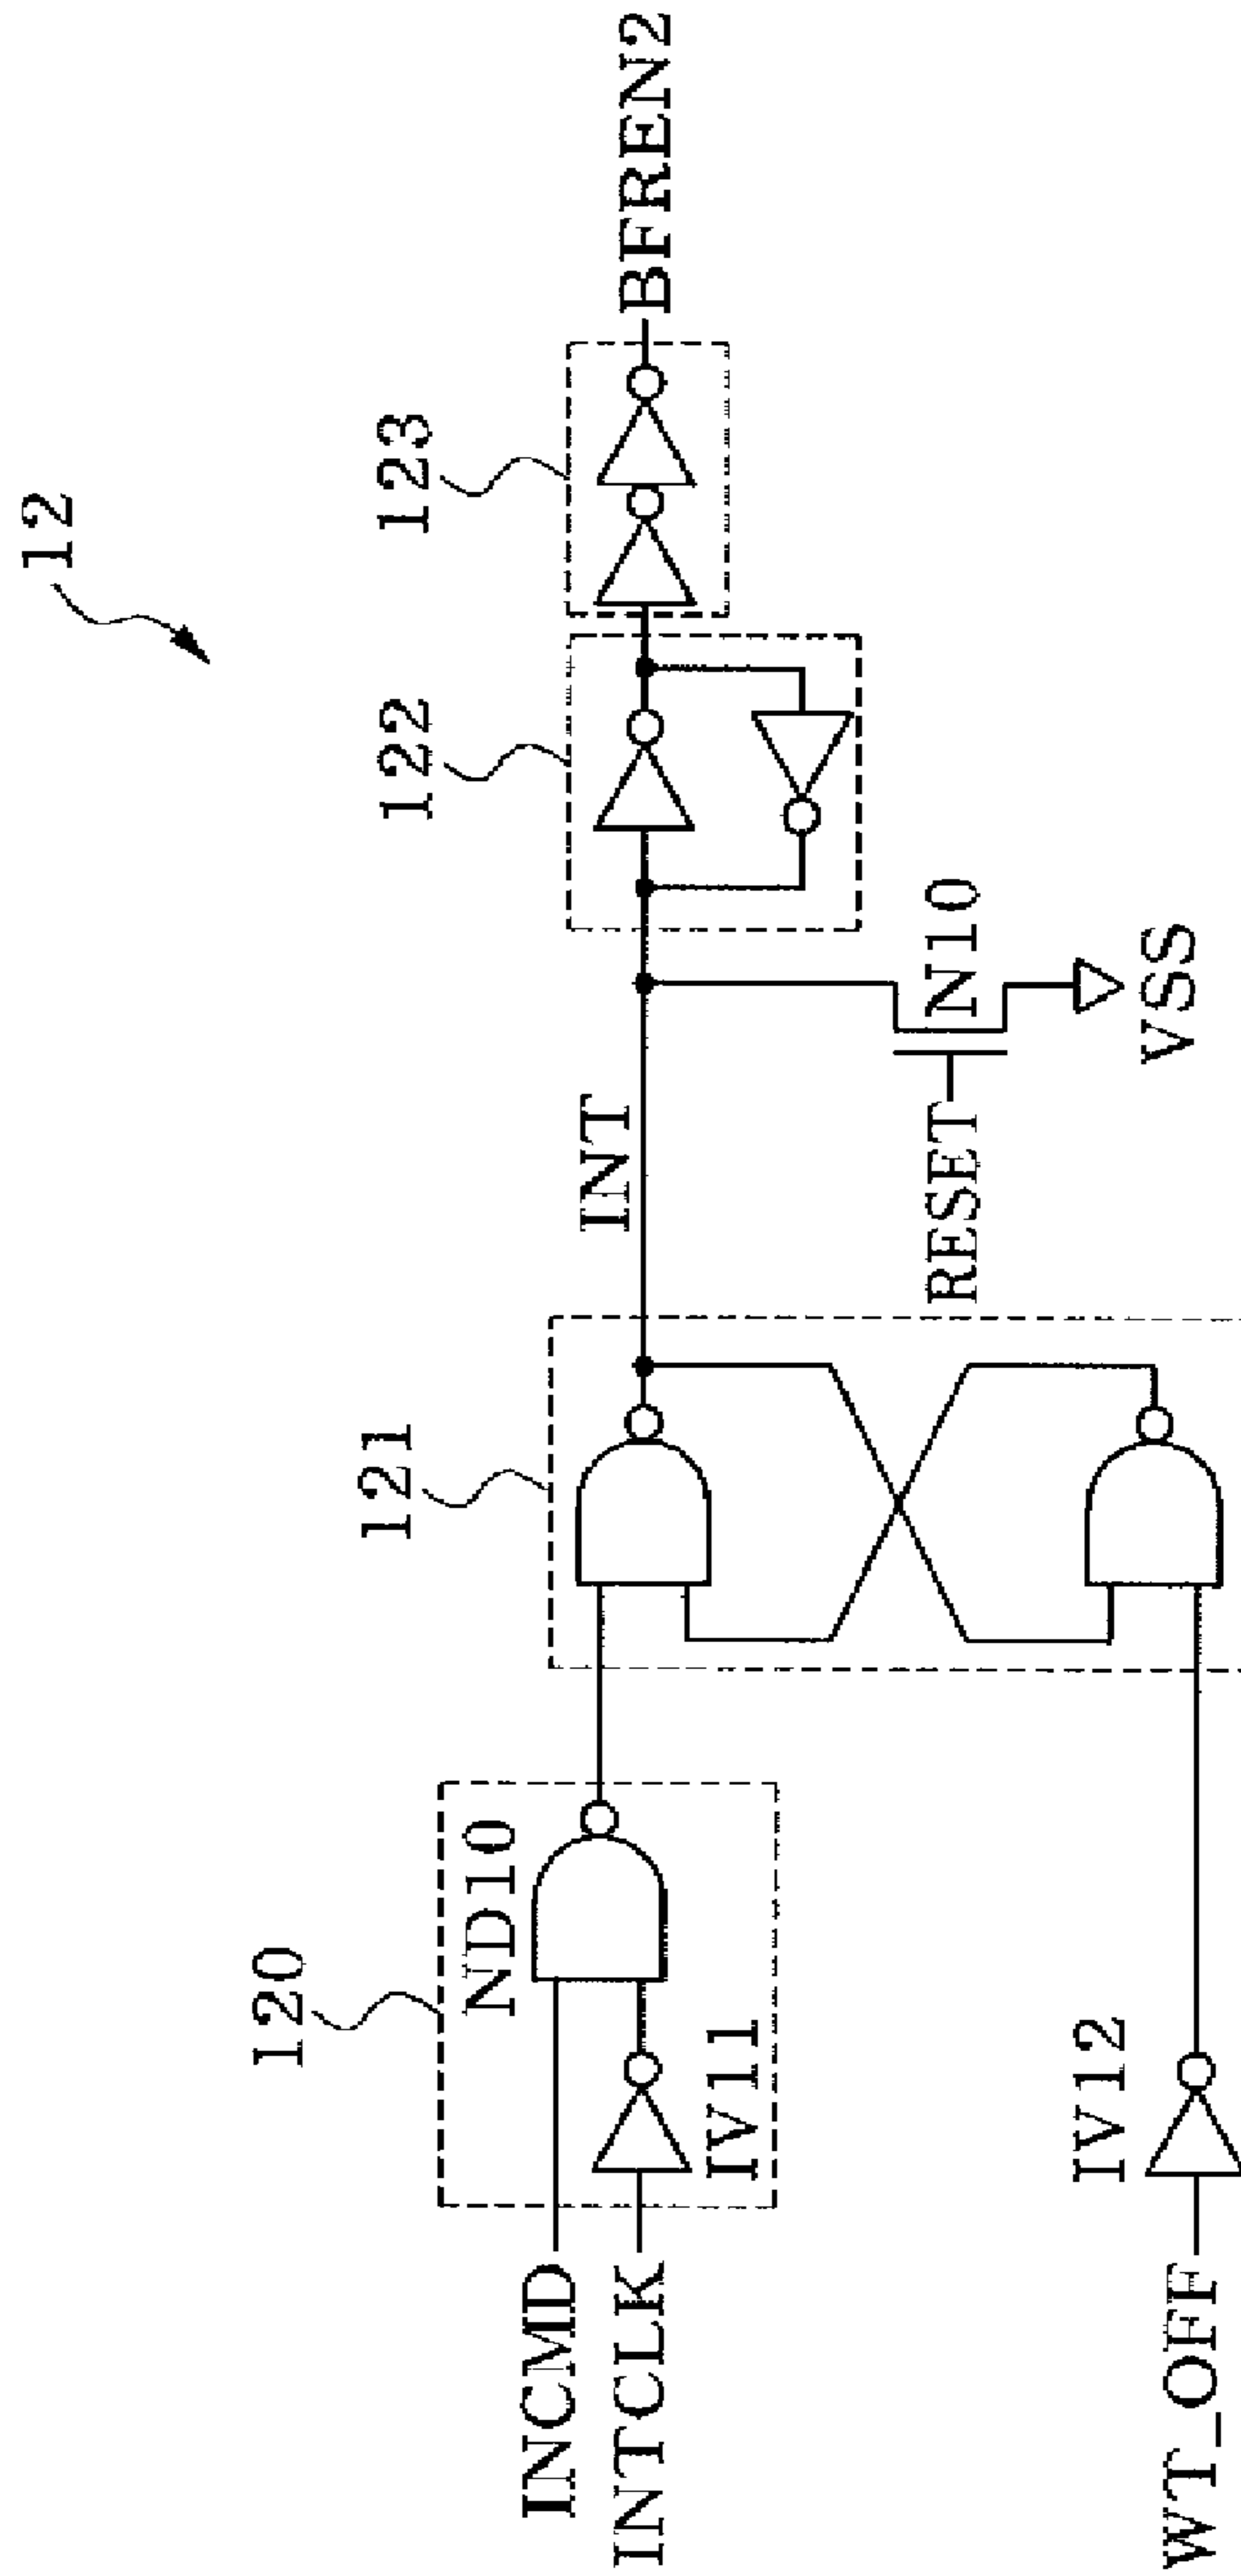 12
120
121
122
123
ND10
INCMD
INTCLK
IV11
INT
BFREN2
RESET
N10
VSS
IV12
WT_OFF